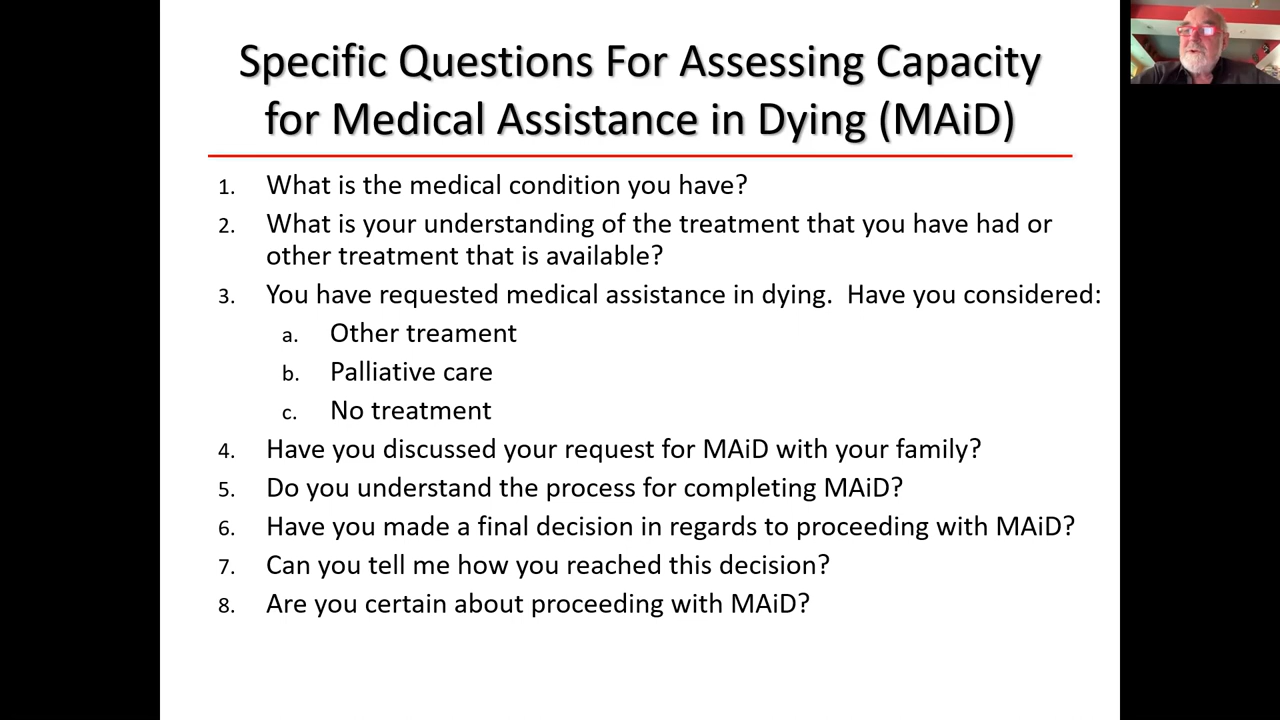 Specific Questions For Assessing Capacity
for Medical Assistance in Dying (MAiD)
1. What is the medical condition you have?
2. What is your understanding of the treatment that you have had or
other treatment that is available?
3. You have requested medical assistance in dying.  Have you considered:
a. Other treament
b. Palliative care
c. No treatment
4. Have you discussed your request for MAiD with your family?
5. Do you understand the process for completing MAiD?
6. Have you made a final decision in regards to proceeding with MAiD?
7. Can you tell me how you reached this decision?
8. Are you certain about proceeding with MAiD?